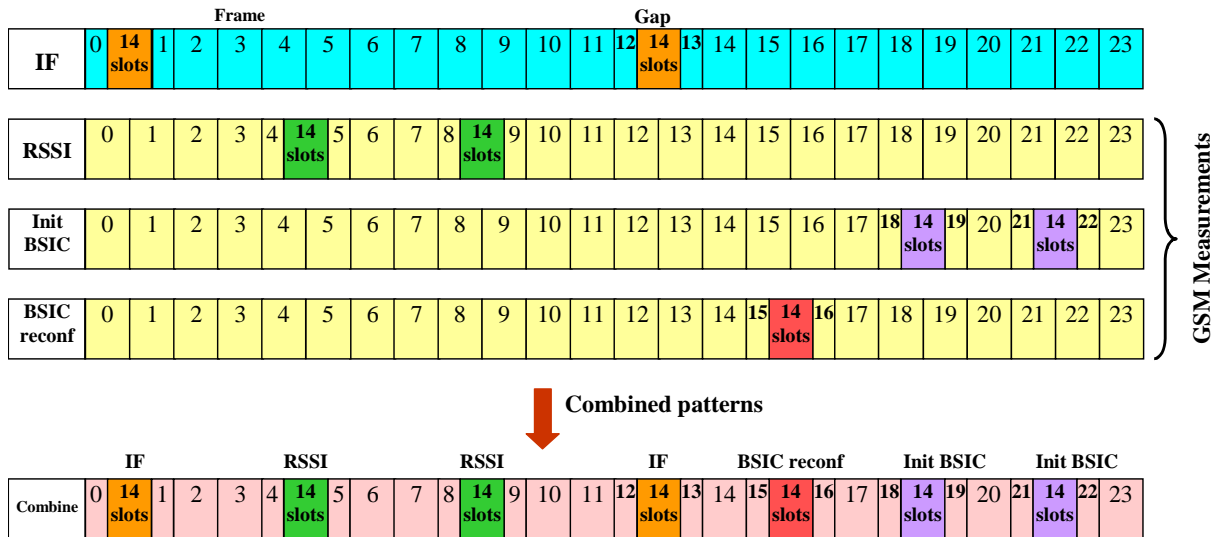 Frame Gap
IF 0 14 slots 1 2 3 4 5 6 7 8 9 10 11 12 14 slots 13 14 15 16 17 18 19 20 21 22 23
RSSI 0 1 2 3 4 14 slots 5 6 7 8 14 slots 9 10 11 12 13 14 15 16 17 18 19 20 21 22 23
Init BSIC 0 1 2 3 4 5 6 7 8 9 10 11 12 13 14 15 16 17 18 14 slots 19 20 21 14 slots 22 23
BSIC reconf 0 1 2 3 4 5 6 7 8 9 10 11 12 13 14 15 14 slots 16 17 18 19 20 21 22 23
GSM Measurements
Combined patterns
IF RSSI RSSI IF BSIC reconf Init BSIC Init BSIC
Combine 0 14 slots 1 2 3 4 14 slots 5 6 7 8 14 slots 9 10 11 12 14 slots 13 14 15 14 slots 16 17 18 14 slots 19 20 21 14 slots 22 23